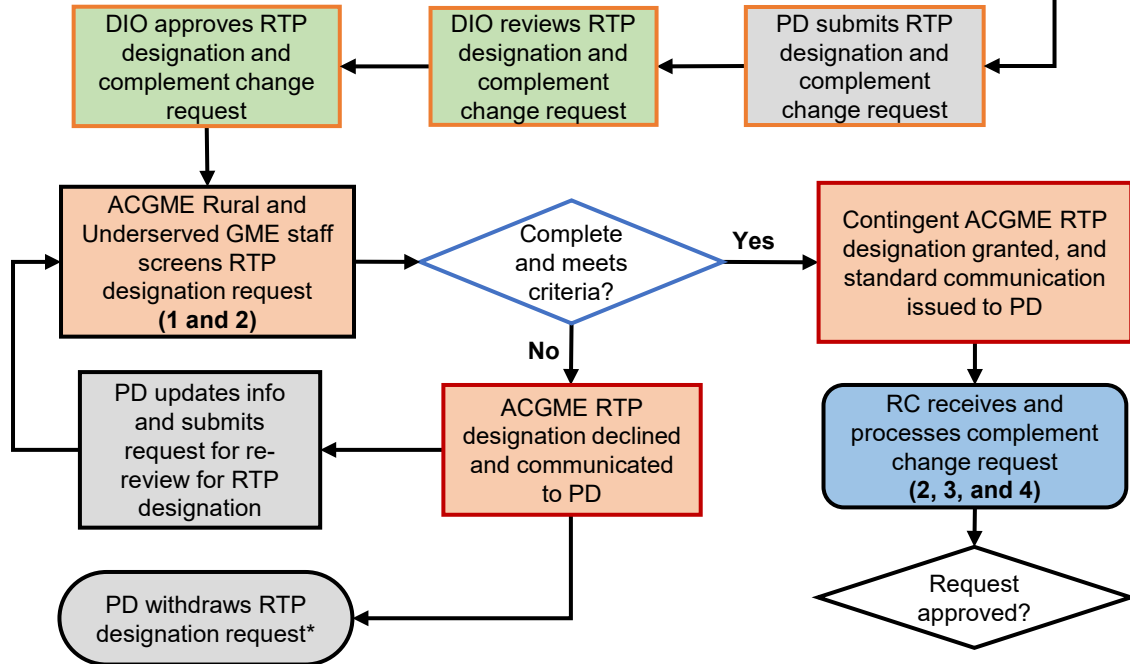 DIO approves RTP
designation and
complement change
request
DIO reviews RTP
designation and
complement
change request
PD submits RTP
designation and
complement
change request
ACGME Rural and
Underserved GME staff
screens RTP
designation request
(1 and 2)
Complete
and meets
criteria?
Yes
Contingent ACGME RTP
designation granted, and
standard communication
issued to PD
No
PD updates info
and submits
request for re-
review for RTP
designation
ACGME RTP
designation declined
and communicated
to PD
RC receives and
processes complement
change request
(2, 3, and 4)
PD withdraws RTP
designation request*
Request
approved?